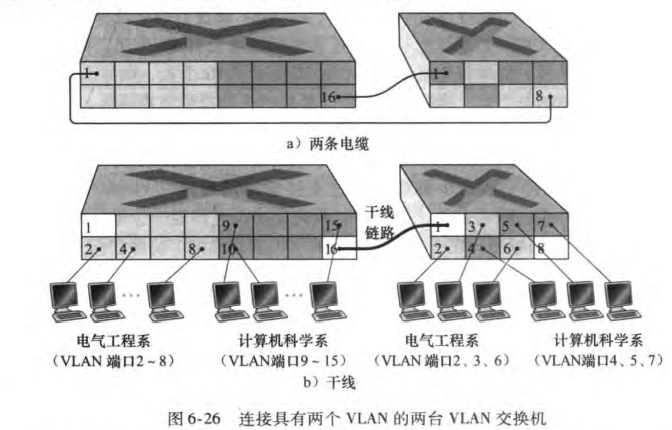 1
16
1
8
a）两条电缆
1
9
15
干线
链路
1
3
5
7
2
4
8
10
16
2
4
6
8
电气工程系
（VLAN 端口2～8）
计算机科学系
（VLAN端口9～15）
电气工程系
（VLAN 端口2、3、6）
计算机科学系
（VLAN端口4、5、7）
b）干线
图 6-26 连接具有两个 VLAN 的两台 VLAN 交换机